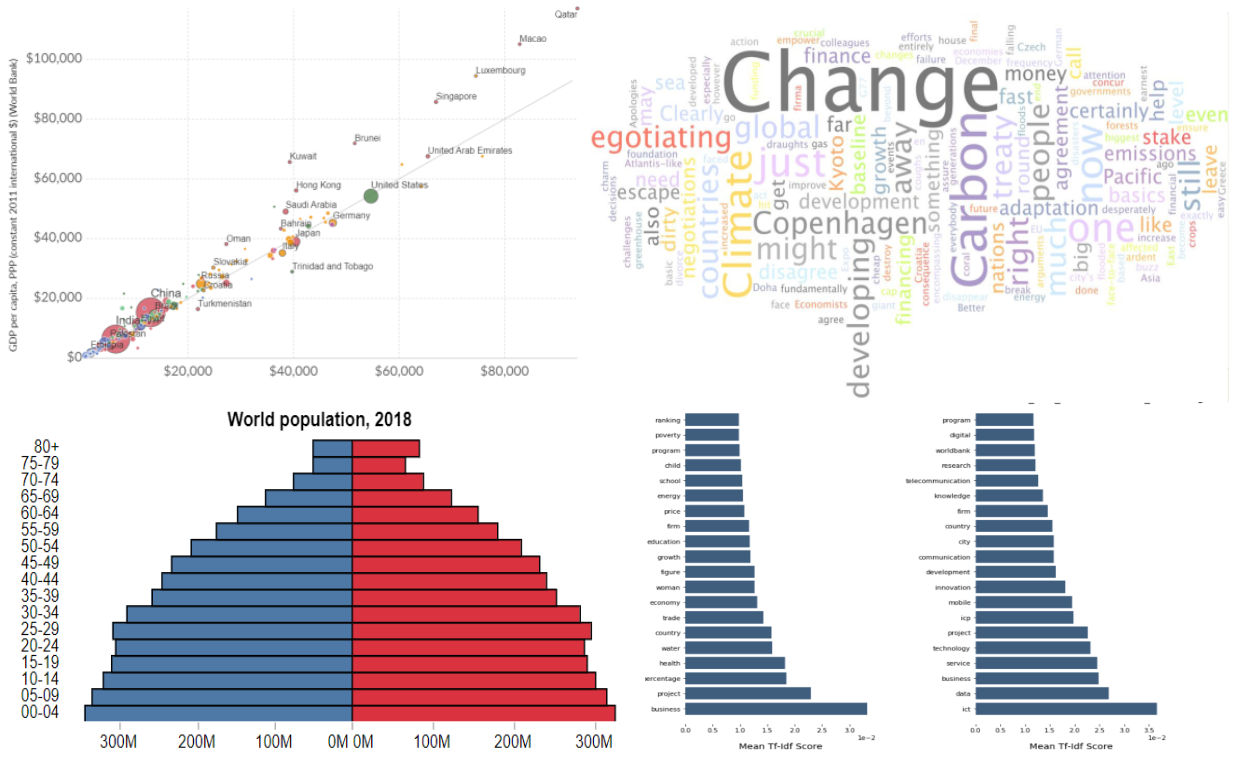 Qatar
Macao
Luxembourg
Singapore
Brunei
Kuwait
United Arab Emirates
Hong Kong
United States
Saudi Arabia
Germany
Bahrain
Japan
Oman
Italy
Slovakia
Trinidad and Tobago
Russia
Croatia
Turkmenistan
China
Brazil
India
Pakistan
Ethiopia
GDP per capita, PPP (constant 2011 international $) (World Bank)
$100,000
$80,000
$60,000
$40,000
$20,000
$0
$20,000
$40,000
$60,000
$80,000
Change
Climate
Carbon
Copenhagen
developing
egotiating
global
just
countries
negotiations
might
disagree
development
financing
Kyoto
baseline
growth
away
something
far
get
improve
draughts gas
finance
action
crucial
empower
colleagues
efforts
entirely
house
failure
changes
economies
December
frequency
final
falling
Czech
German
money
call
attention
concur
governments
fast
treaty
round
floods
people
agreement
now
certainly
help
level
even
ensure
forests
biggest
stake
emissions
ago
Pacific
basics
still
leave
financial
exactly
easy
Greece
crops
become
East
like
increase
one
much
big
adaptation
desperately
right
nations
future
EU
arguments
everybody
encompassing
assure
generations
coughs
en
events
beyond
firma
funding
developed
especially
however
sea
Apologies
may
Clearly
go
foundation
Atlantis-like
need
faced
escape
also
dirty
basic
divorce
charm
decisions
challenges
greenhouse
increased
act
Doha
fundamentally
face
Economists
agree
Expo
cheap
cap
giant
destroy
Croatia
consequence
disappear
Better
break
energy
city's
done
flooded
face-to-face
based
affected
ardent
buzz
Asia
earnest
World population, 2018
80+
75-79
70-74
65-69
60-64
55-59
50-54
45-49
40-44
35-39
30-34
25-29
20-24
15-19
10-14
05-09
00-04
300M 200M 100M 0M 0M 100M 200M 300M
ranking
poverty
program
child
school
energy
price
firm
education
growth
figure
woman
economy
trade
country
water
health
ercentage
project
business
0.0 0.5 1.0 1.5 2.0 2.5 3.0
1e−2
Mean Tf-Idf Score
program
digital
worldbank
research
telecommunication
knowledge
firm
country
city
communication
development
innovation
mobile
icp
project
technology
service
business
data
ict
0.0 0.5 1.0 1.5 2.0 2.5 3.0 3.5
1e−2
Mean Tf-Idf Score